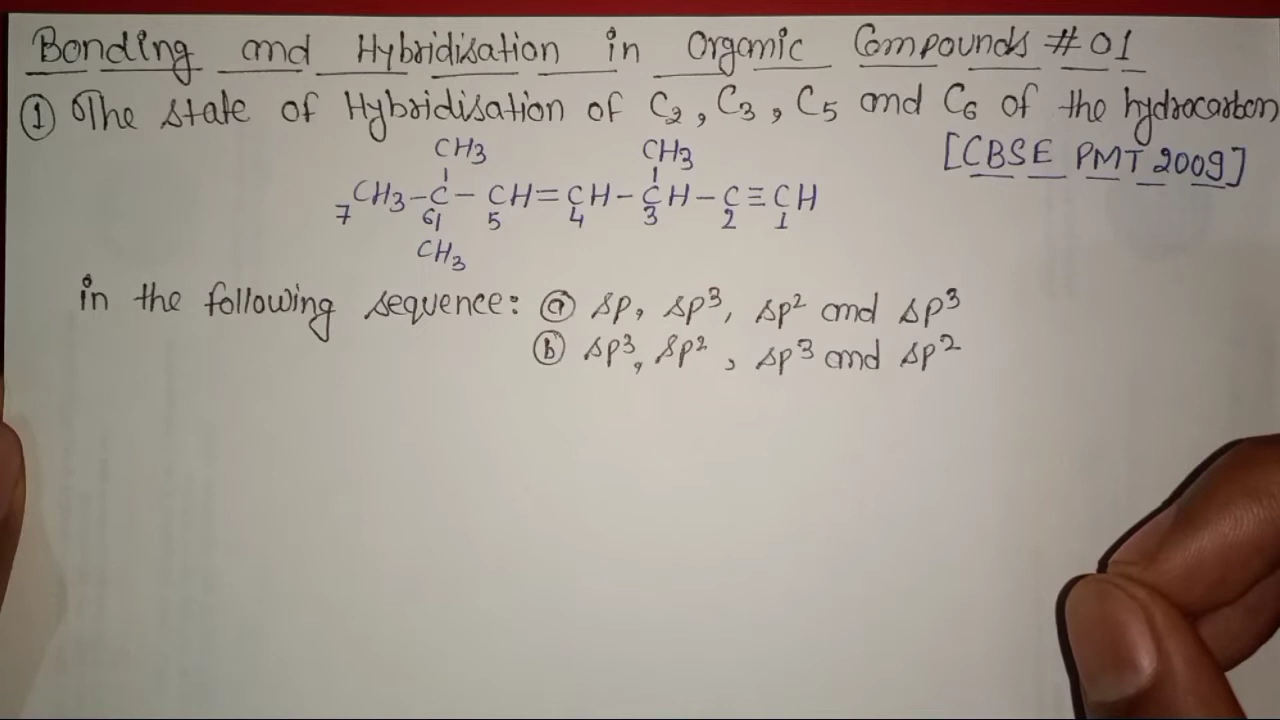 Bonding and Hybridisation in Organic Compounds #01
① The state of Hybridisation of C₂, C₃, C₅ and C₆ of the hydrocarbon
[CBSE PMT 2009]
CH₃ CH₃
CH₃-C-CH=CH-CH-C≡CH
7 6 5 4 3 2 1
CH₃
in the following sequence: ⓐ sp, sp³, sp² and sp³
ⓑ sp³, sp², sp³ and sp²